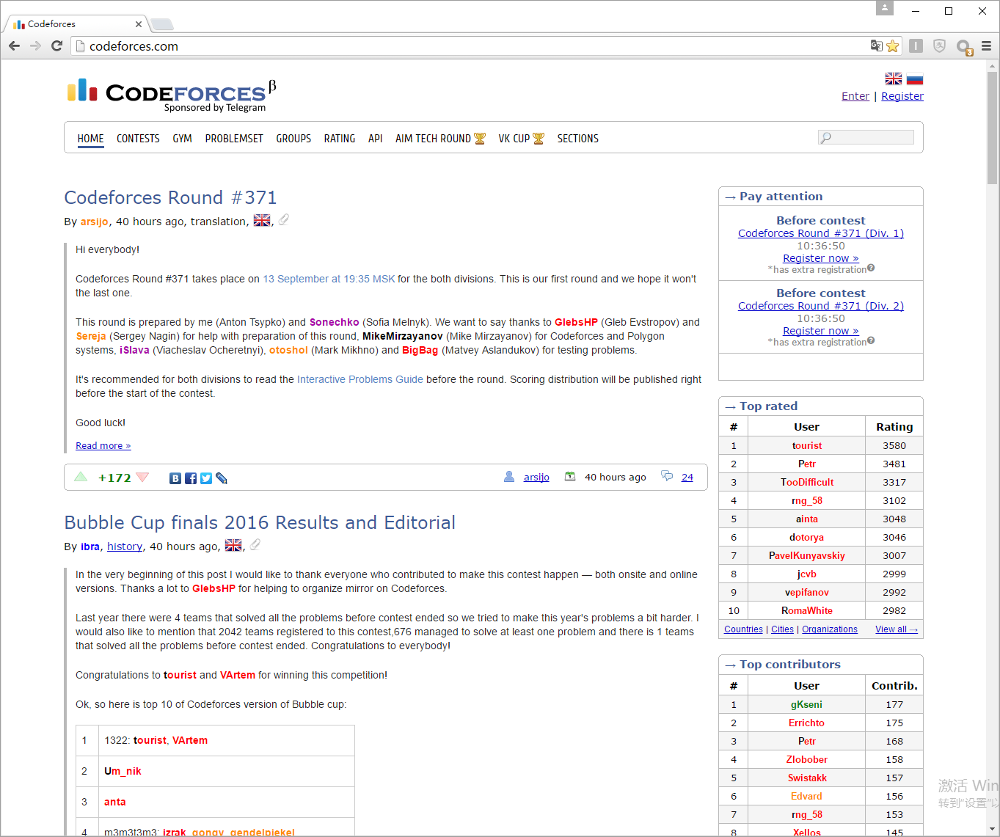 Codeforces
codeforces.com
CODEFORCES β
Sponsored by Telegram
Enter | Register
HOME CONTESTS GYM PROBLEMSET GROUPS RATING API AIM TECH ROUND VK CUP SECTIONS
Codeforces Round #371
By arsijo, 40 hours ago, translation, ,
Hi everybody!
Codeforces Round #371 takes place on 13 September at 19:35 MSK for the both divisions. This is our first round and we hope it won't
the last one.
This round is prepared by me (Anton Tsypko) and Sonechko (Sofia Melnyk). We want to say thanks to GlebsHP (Gleb Evstropov) and
Sereja (Sergey Nagin) for help with preparation of this round, MikeMirzayanov (Mike Mirzayanov) for Codeforces and Polygon
systems, iSlava (Viacheslav Ocheretnyi), otoshol (Mark Mikhno) and BigBag (Matvey Aslandukov) for testing problems.
It's recommended for both divisions to read the Interactive Problems Guide before the round. Scoring distribution will be published right
before the start of the contest.
Good luck!
Read more »
+172 B f arsijo 40 hours ago 24
Bubble Cup finals 2016 Results and Editorial
By ibra, history, 40 hours ago, ,
In the very beginning of this post I would like to thank everyone who contributed to make this contest happen — both onsite and online
versions. Thanks a lot to GlebsHP for helping to organize mirror on Codeforces.
Last year there were 4 teams that solved all the problems before contest ended so we tried to make this year's problems a bit harder. I
would also like to mention that 2042 teams registered to this contest,676 managed to solve at least one problem and there is 1 teams
that solved all the problems before contest ended. Congratulations to everybody!
Congratulations to tourist and VArtem for winning this competition!
Ok, so here is top 10 of Codeforces version of Bubble cup:
1 1322: tourist, VArtem
2 Um_nik
3 anta
4 m3m3t3m3: izrak, gongy, gendelpiekel
→ Pay attention
Before contest
Codeforces Round #371 (Div. 1)
10:36:50
Register now »
*has extra registration?
Before contest
Codeforces Round #371 (Div. 2)
10:36:50
Register now »
*has extra registration?
→ Top rated
# User Rating
1 tourist 3580
2 Petr 3481
3 TooDifficult 3317
4 rng_58 3102
5 ainta 3048
6 dotorya 3046
7 PavelKunyavskiy 3007
8 jcvb 2999
9 vepifanov 2992
10 RomaWhite 2982
Countries | Cities | Organizations View all →
→ Top contributors
# User Contrib.
1 gKseni 177
2 Errichto 175
3 Petr 168
4 Zlobober 158
5 Swistakk 157
6 Edvard 156
7 rng_58 153
8 Xellos 145
激活 Win
转到"设置"以